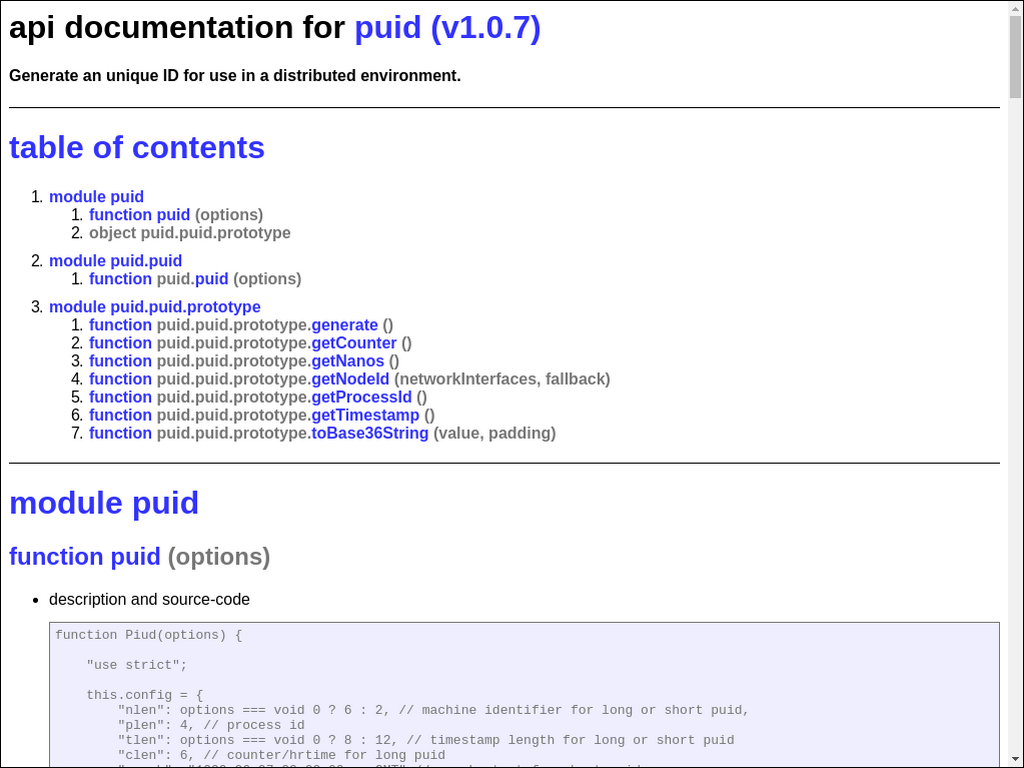 api documentation for puid (v1.0.7)
Generate an unique ID for use in a distributed environment.
table of contents
1. module puid
1. function puid (options)
2. object puid.puid.prototype
2. module puid.puid
1. function puid.puid (options)
3. module puid.puid.prototype
1. function puid.puid.prototype.generate ()
2. function puid.puid.prototype.getCounter ()
3. function puid.puid.prototype.getNanos ()
4. function puid.puid.prototype.getNodeId (networkInterfaces, fallback)
5. function puid.puid.prototype.getProcessId ()
6. function puid.puid.prototype.getTimestamp ()
7. function puid.puid.prototype.toBase36String (value, padding)
module puid
function puid (options)
• description and source-code
function Piud(options) {
"use strict";
this.config = {
"nlen": options === void 0 ? 6 : 2, // machine identifier for long or short puid,
"plen": 4, // process id
"tlen": options === void 0 ? 8 : 12, // timestamp length for long or short puid
"clen": 6, // counter/hrtime for long puid